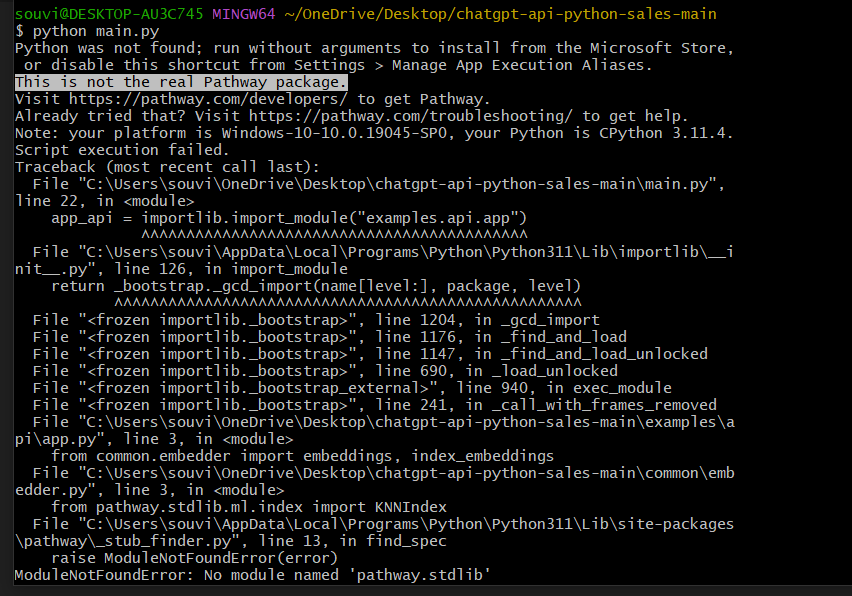 souvi@DESKTOP-AU3C745 MINGW64 ~/OneDrive/Desktop/chatgpt-api-python-sales-main
$ python main.py
Python was not found; run without arguments to install from the Microsoft Store,
 or disable this shortcut from Settings > Manage App Execution Aliases.
This is not the real Pathway package.
Visit https://pathway.com/developers/ to get Pathway.
Already tried that? Visit https://pathway.com/troubleshooting/ to get help.
Note: your platform is Windows-10-10.0.19045-SP0, your Python is CPython 3.11.4.
Script execution failed.
Traceback (most recent call last):
  File "C:\Users\souvi\OneDrive\Desktop\chatgpt-api-python-sales-main\main.py",
line 22, in <module>
    app_api = importlib.import_module("examples.api.app")
              ^^^^^^^^^^^^^^^^^^^^^^^^^^^^^^^^^^^^^^^^^^^
  File "C:\Users\souvi\AppData\Local\Programs\Python\Python311\Lib\importlib\__i
nit__.py", line 126, in import_module
    return _bootstrap._gcd_import(name[level:], package, level)
           ^^^^^^^^^^^^^^^^^^^^^^^^^^^^^^^^^^^^^^^^^^^^^^^^^^^^
  File "<frozen importlib._bootstrap>", line 1204, in _gcd_import
  File "<frozen importlib._bootstrap>", line 1176, in _find_and_load
  File "<frozen importlib._bootstrap>", line 1147, in _find_and_load_unlocked
  File "<frozen importlib._bootstrap>", line 690, in _load_unlocked
  File "<frozen importlib._bootstrap_external>", line 940, in exec_module
  File "<frozen importlib._bootstrap>", line 241, in _call_with_frames_removed
  File "C:\Users\souvi\OneDrive\Desktop\chatgpt-api-python-sales-main\examples\a
pi\app.py", line 3, in <module>
    from common.embedder import embeddings, index_embeddings
  File "C:\Users\souvi\OneDrive\Desktop\chatgpt-api-python-sales-main\common\emb
edder.py", line 3, in <module>
    from pathway.stdlib.ml.index import KNNIndex
  File "C:\Users\souvi\AppData\Local\Programs\Python\Python311\Lib\site-packages
\pathway\_stub_finder.py", line 13, in find_spec
    raise ModuleNotFoundError(error)
ModuleNotFoundError: No module named 'pathway.stdlib'